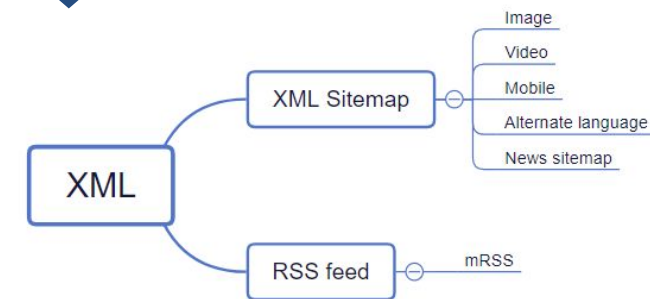 XML
XML Sitemap
Image
Video
Mobile
Alternate language
News sitemap
RSS feed
mRSS